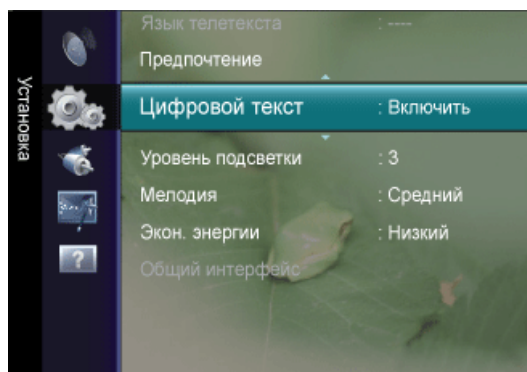 Установка
Язык телетекста : ----
Предпочтение
Цифровой текст : Включить
Уровень подсветки : 3
Мелодия : Средний
Экон. энергии : Низкий
Общий интерфейс
?